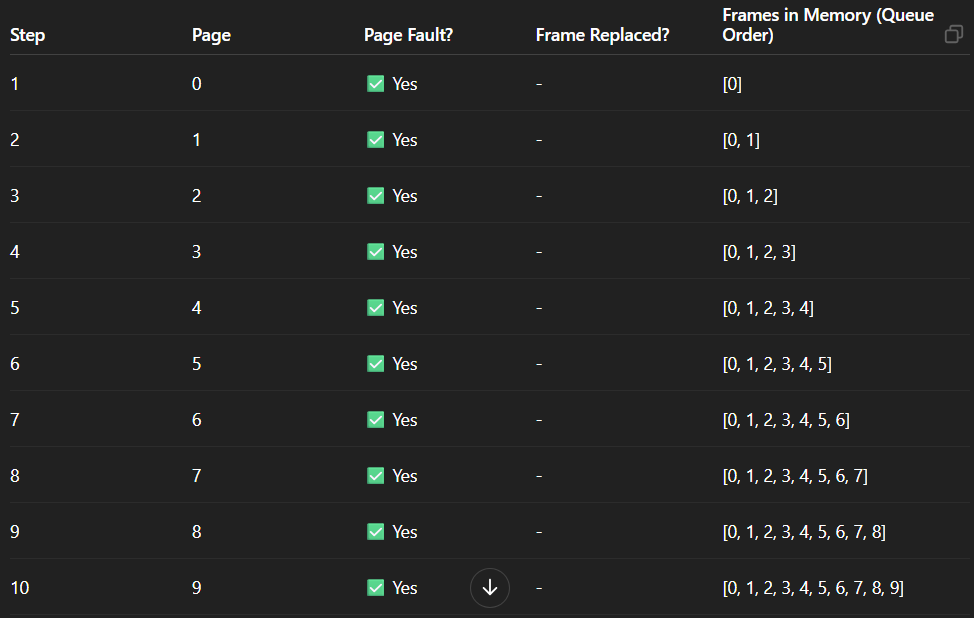 Step Page Page Fault? Frame Replaced? Frames in Memory (Queue
Order)
1 0 ✅ Yes - [0]
2 1 ✅ Yes - [0, 1]
3 2 ✅ Yes - [0, 1, 2]
4 3 ✅ Yes - [0, 1, 2, 3]
5 4 ✅ Yes - [0, 1, 2, 3, 4]
6 5 ✅ Yes - [0, 1, 2, 3, 4, 5]
7 6 ✅ Yes - [0, 1, 2, 3, 4, 5, 6]
8 7 ✅ Yes - [0, 1, 2, 3, 4, 5, 6, 7]
9 8 ✅ Yes - [0, 1, 2, 3, 4, 5, 6, 7, 8]
10 9 ✅ Yes - [0, 1, 2, 3, 4, 5, 6, 7, 8, 9]